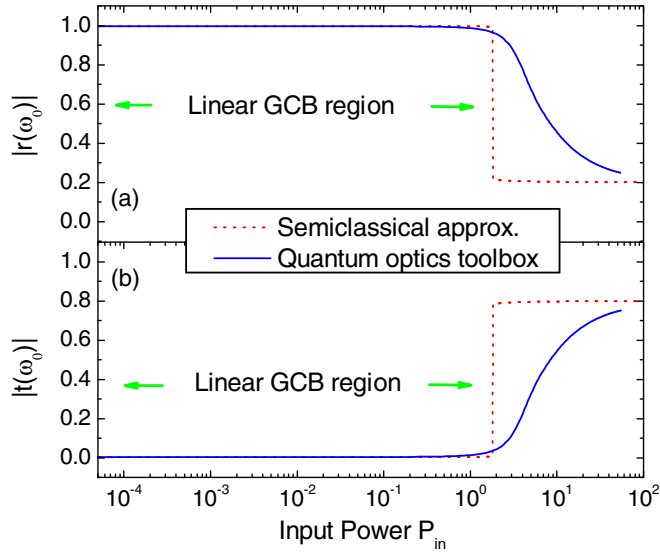 1.0
0.8
0.6
0.4
0.2
0.0
|r(ω₀)|
Linear GCB region
(a)
Semiclassical approx.
Quantum optics toolbox
(b)
1.0
0.8
0.6
0.4
0.2
0.0
|t(ω₀)|
Linear GCB region
10⁻⁴ 10⁻³ 10⁻² 10⁻¹ 10⁰ 10¹ 10²
Input Power P_in